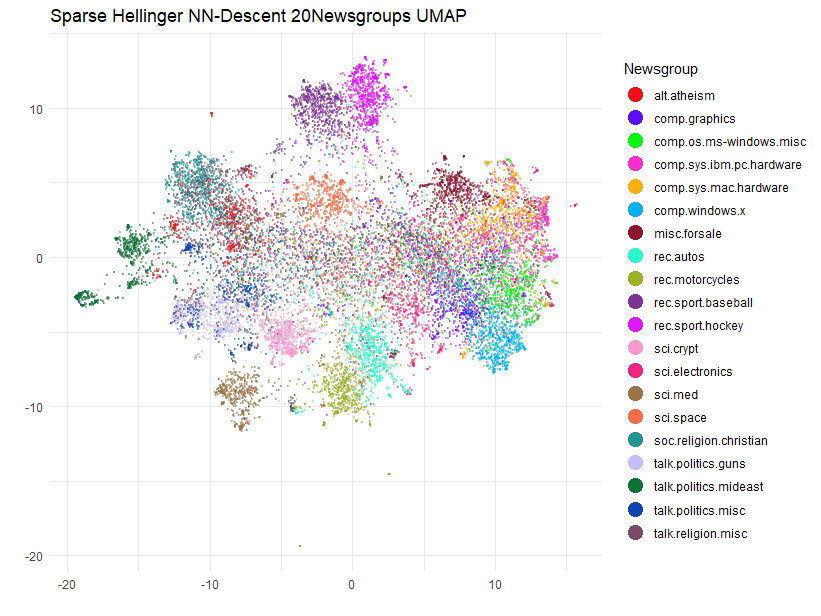 Sparse Hellinger NN-Descent 20Newsgroups UMAP
10
0
-10
-20
-20
-10
0
10
Newsgroup
alt.atheism
comp.graphics
comp.os.ms-windows.misc
comp.sys.ibm.pc.hardware
comp.sys.mac.hardware
comp.windows.x
misc.forsale
rec.autos
rec.motorcycles
rec.sport.baseball
rec.sport.hockey
sci.crypt
sci.electronics
sci.med
sci.space
soc.religion.christian
talk.politics.guns
talk.politics.mideast
talk.politics.misc
talk.religion.misc